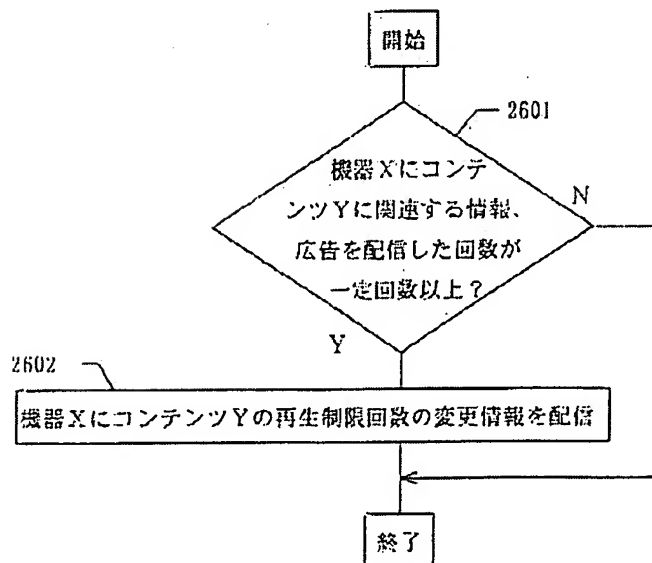 開始
2601
機器Xにコンテ
ンツYに関連する情報、
広告を配信した回数が
一定回数以上？
N
Y
2602
機器XにコンテンツYの再生制限回数の変更情報を配信
終了